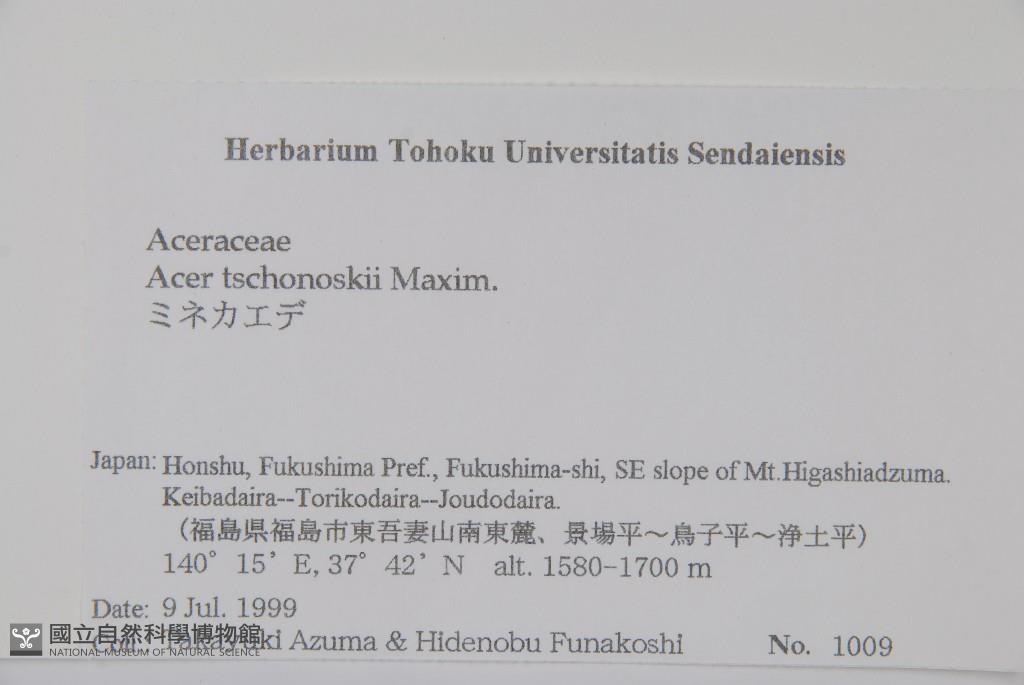 Herbarium Tohoku Universitatis Sendaiensis
Aceraceae
Acer tschonoskii Maxim.
ミネカエデ
Japan: Honshu, Fukushima Pref., Fukushima-shi, SE slope of Mt.Higashiadzuma.
Keibadaira--Torikodaira--Joudodaira.
（福島県福島市東吾妻山南東麓、景場平～鳥子平～浄土平）
140° 15’ E, 37° 42’ N alt. 1580-1700 m
Date: 9 Jul. 1999
Takayuki Azuma & Hidenobu Funakoshi No. 1009
國立自然科學博物館
NATIONAL MUSEUM OF NATURAL SCIENCE